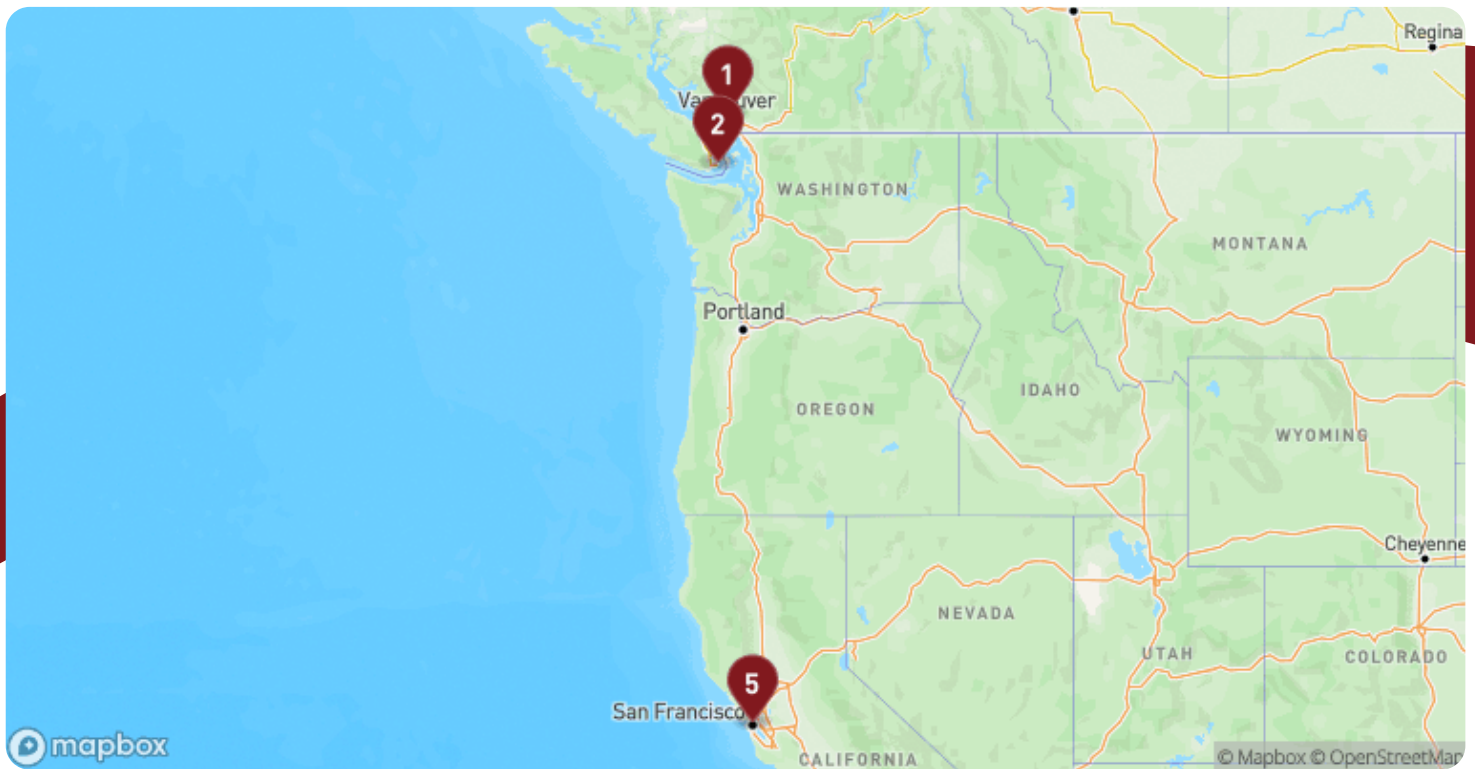 Regina
1
Vancouver
2
WASHINGTON
MONTANA
Portland
IDAHO
OREGON
WYOMING
Cheyenne
NEVADA
UTAH
COLORADO
5
San Francisco
CALIFORNIA
mapbox
© Mapbox © OpenStreetMap